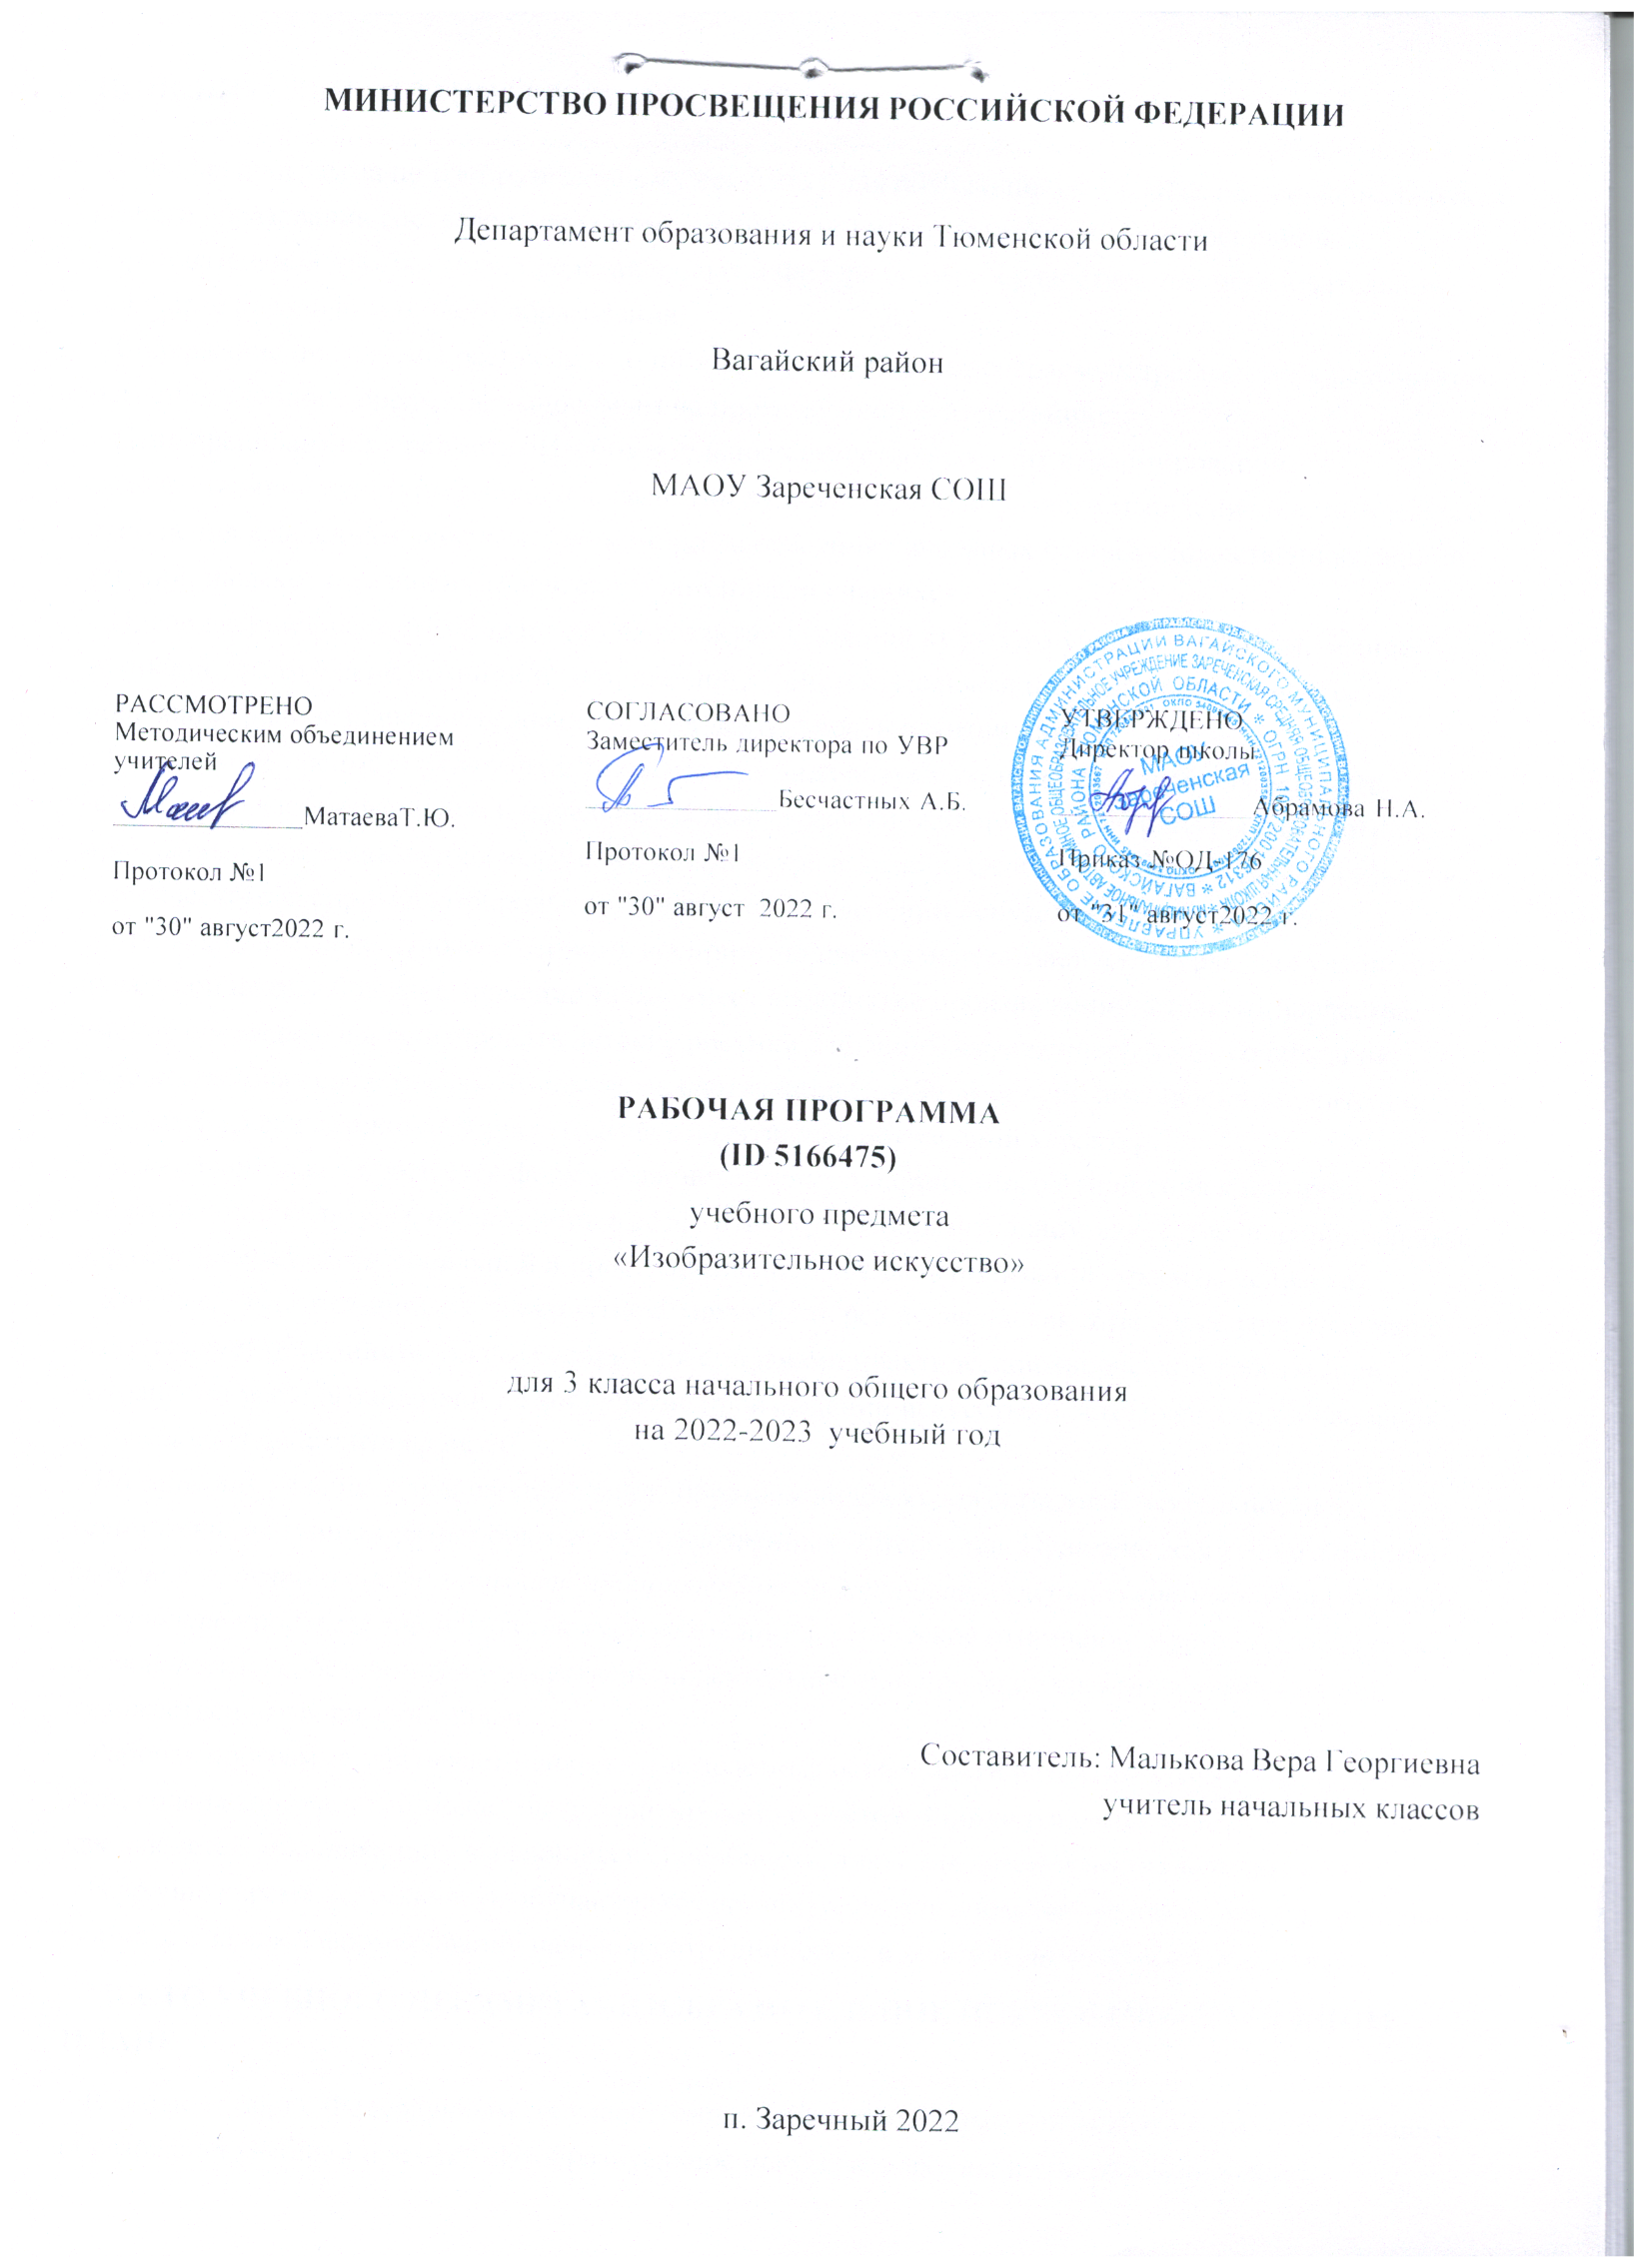 МИНИСТЕРСТВО ПРОСВЕЩЕНИЯ РОССИЙСКОЙ ФЕДЕРАЦИИ
Департамент образования и науки Тюменской области
Вагайский район
МАОУ Зареченская СОШ
РАССМОТРЕНО
Методическим объединением
учителей
МатаеваТ.Ю.
Протокол №1
от "30" август2022 г.
СОГЛАСОВАНО
Заместитель директора по УВР
Бесчастных А.Б.
Протокол №1
от "30" август 2022 г.
УТВЕРЖДЕНО
Директор школы
Абрамова Н.А.
Приказ №ОД-176
от "31" август2022 г.
МАОУ
Зареченская
СОШ
РАБОЧАЯ ПРОГРАММА
(ID 5166475)
учебного предмета
«Изобразительное искусство»
для 3 класса начального общего образования
на 2022-2023 учебный год
Составитель: Малькова Вера Георгиевна
учитель начальных классов
п. Заречный 2022